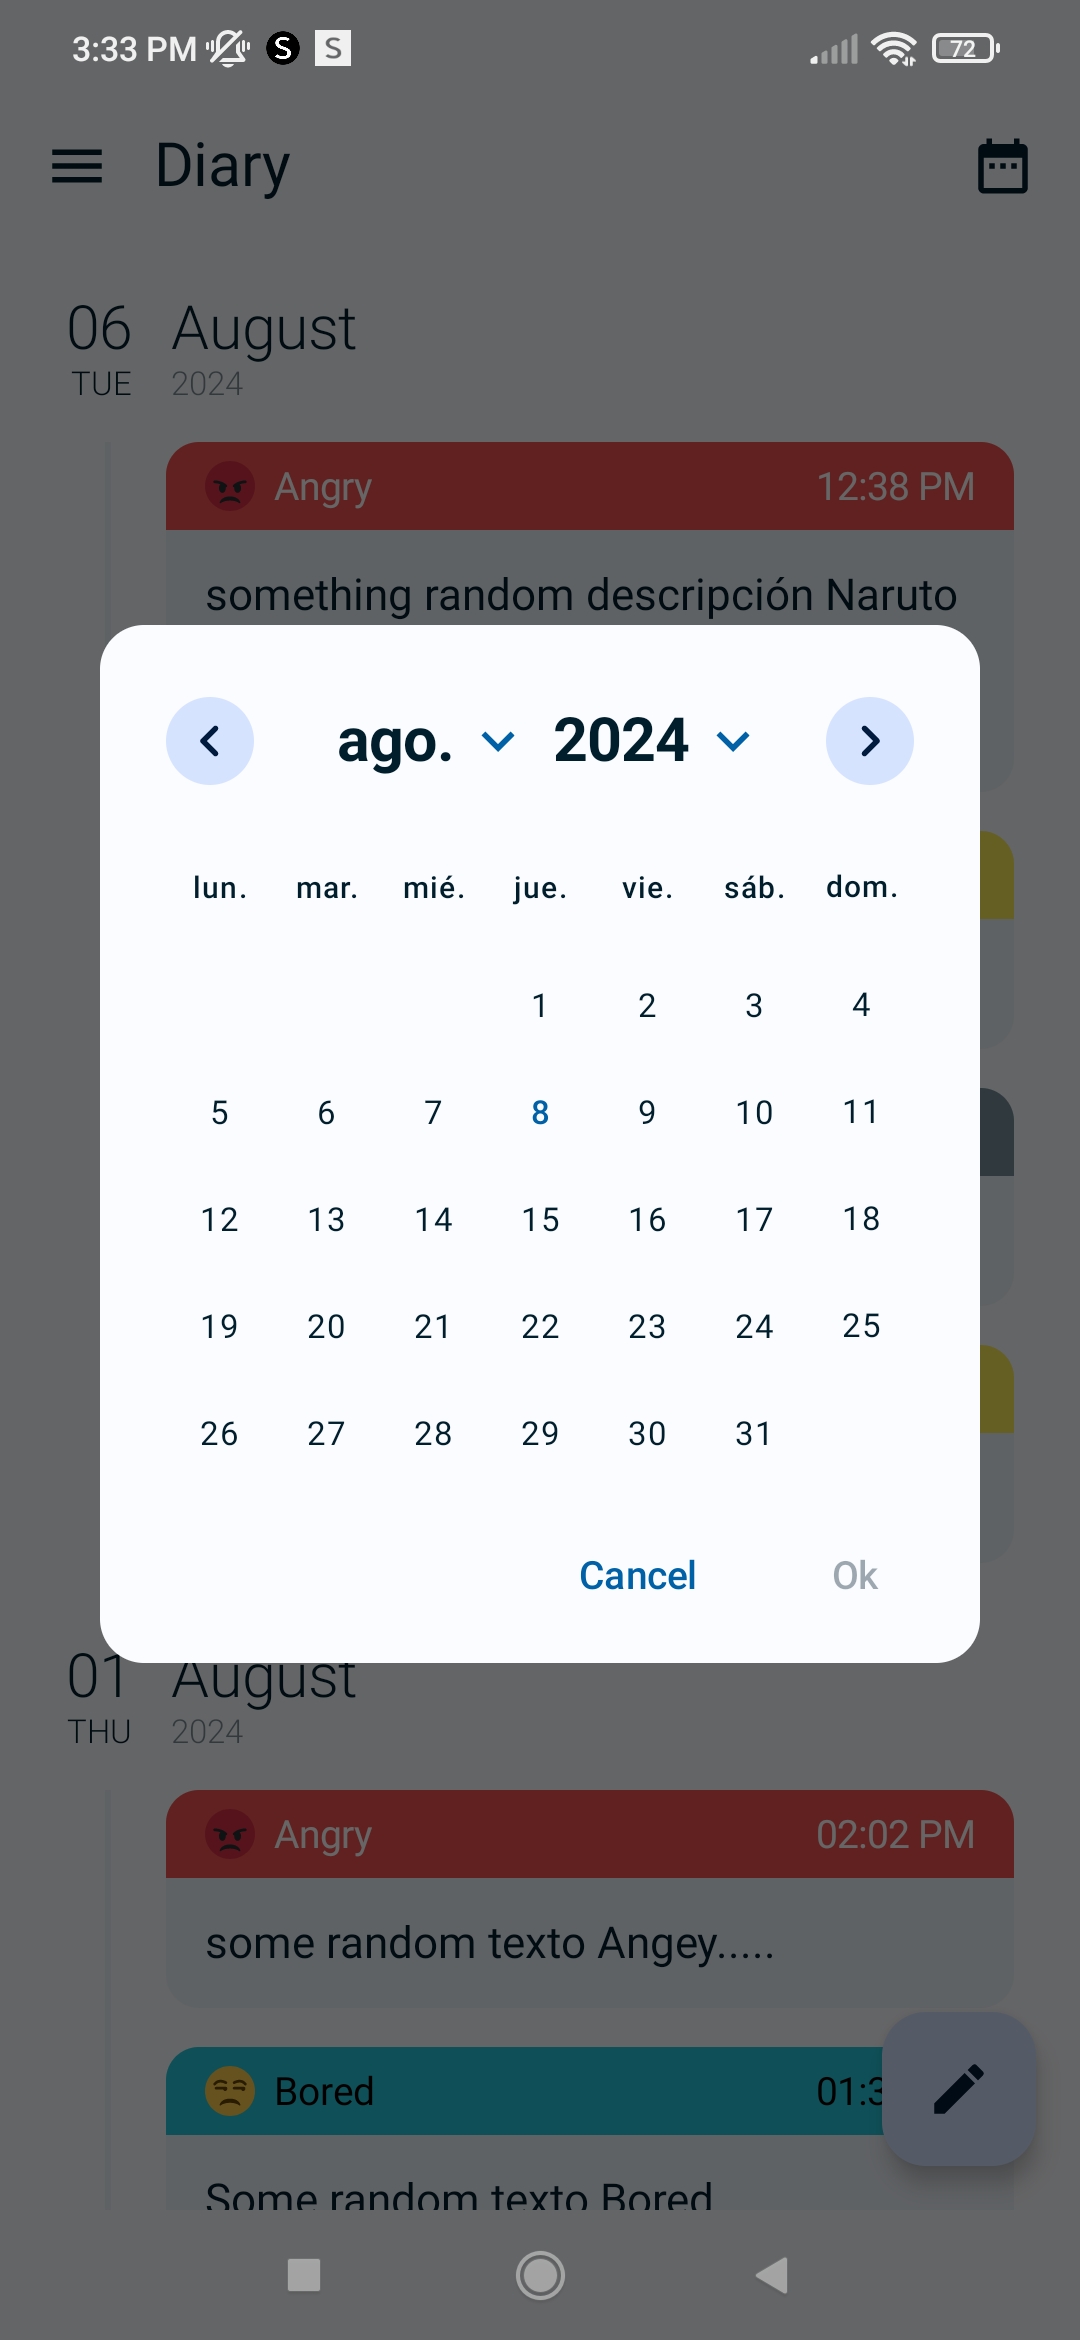 3:33 PM S S 72
Diary
06 August
TUE 2024
Angry 12:38 PM
something random descripción Naruto
ago. 2024
lun. mar. mié. jue. vie. sáb. dom.
1 2 3 4
5 6 7 8 9 10 11
12 13 14 15 16 17 18
19 20 21 22 23 24 25
26 27 28 29 30 31
Cancel Ok
01 August
THU 2024
Angry 02:02 PM
some random texto Angey.....
Bored 01:3
Some random texto Bored